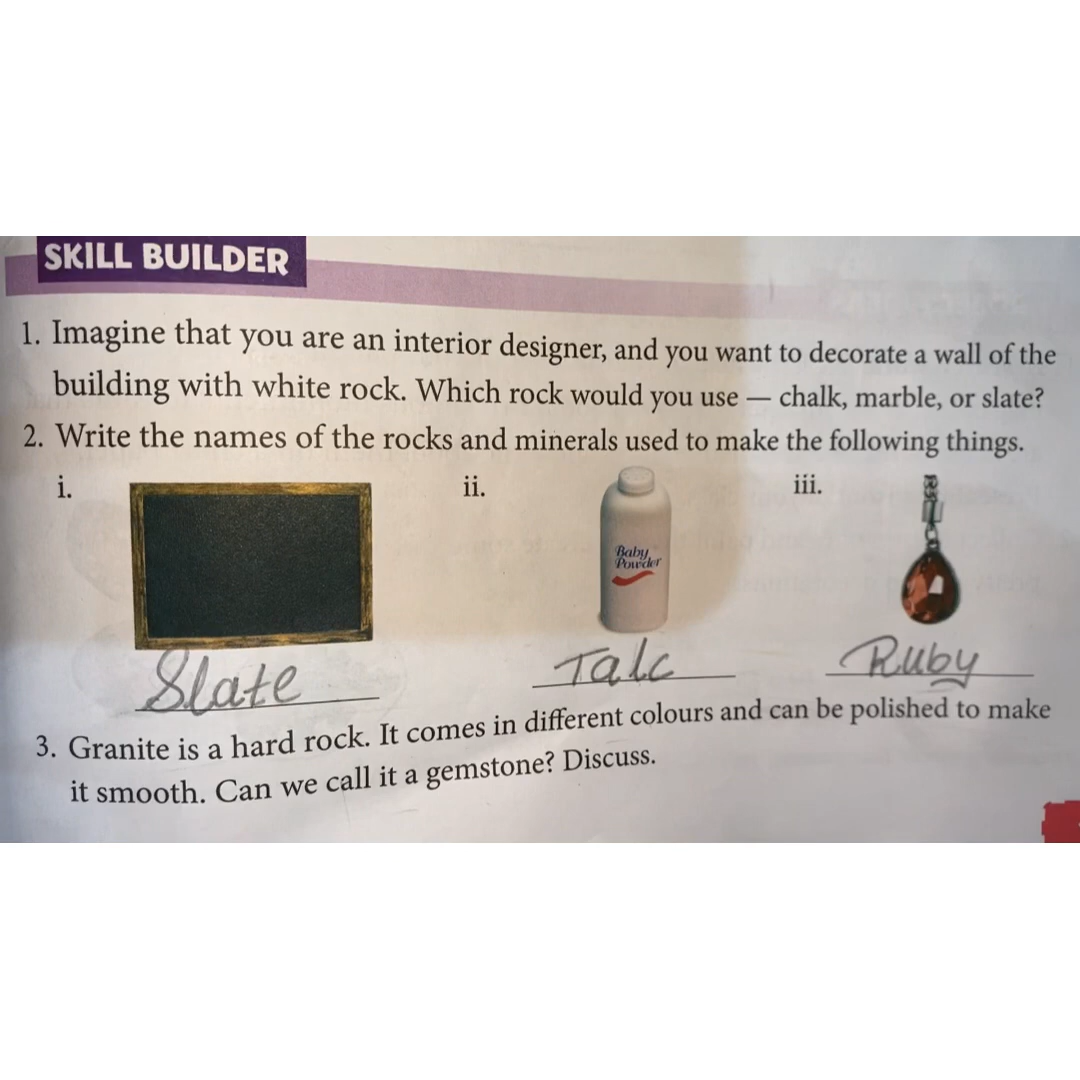 SKILL BUILDER
1. Imagine that you are an interior designer, and you want to decorate a wall of the
building with white rock. Which rock would you use — chalk, marble, or slate?
2. Write the names of the rocks and minerals used to make the following things.
i. ii. iii.
Baby
Powder
Slate Talc Ruby
3. Granite is a hard rock. It comes in different colours and can be polished to make
it smooth. Can we call it a gemstone? Discuss.